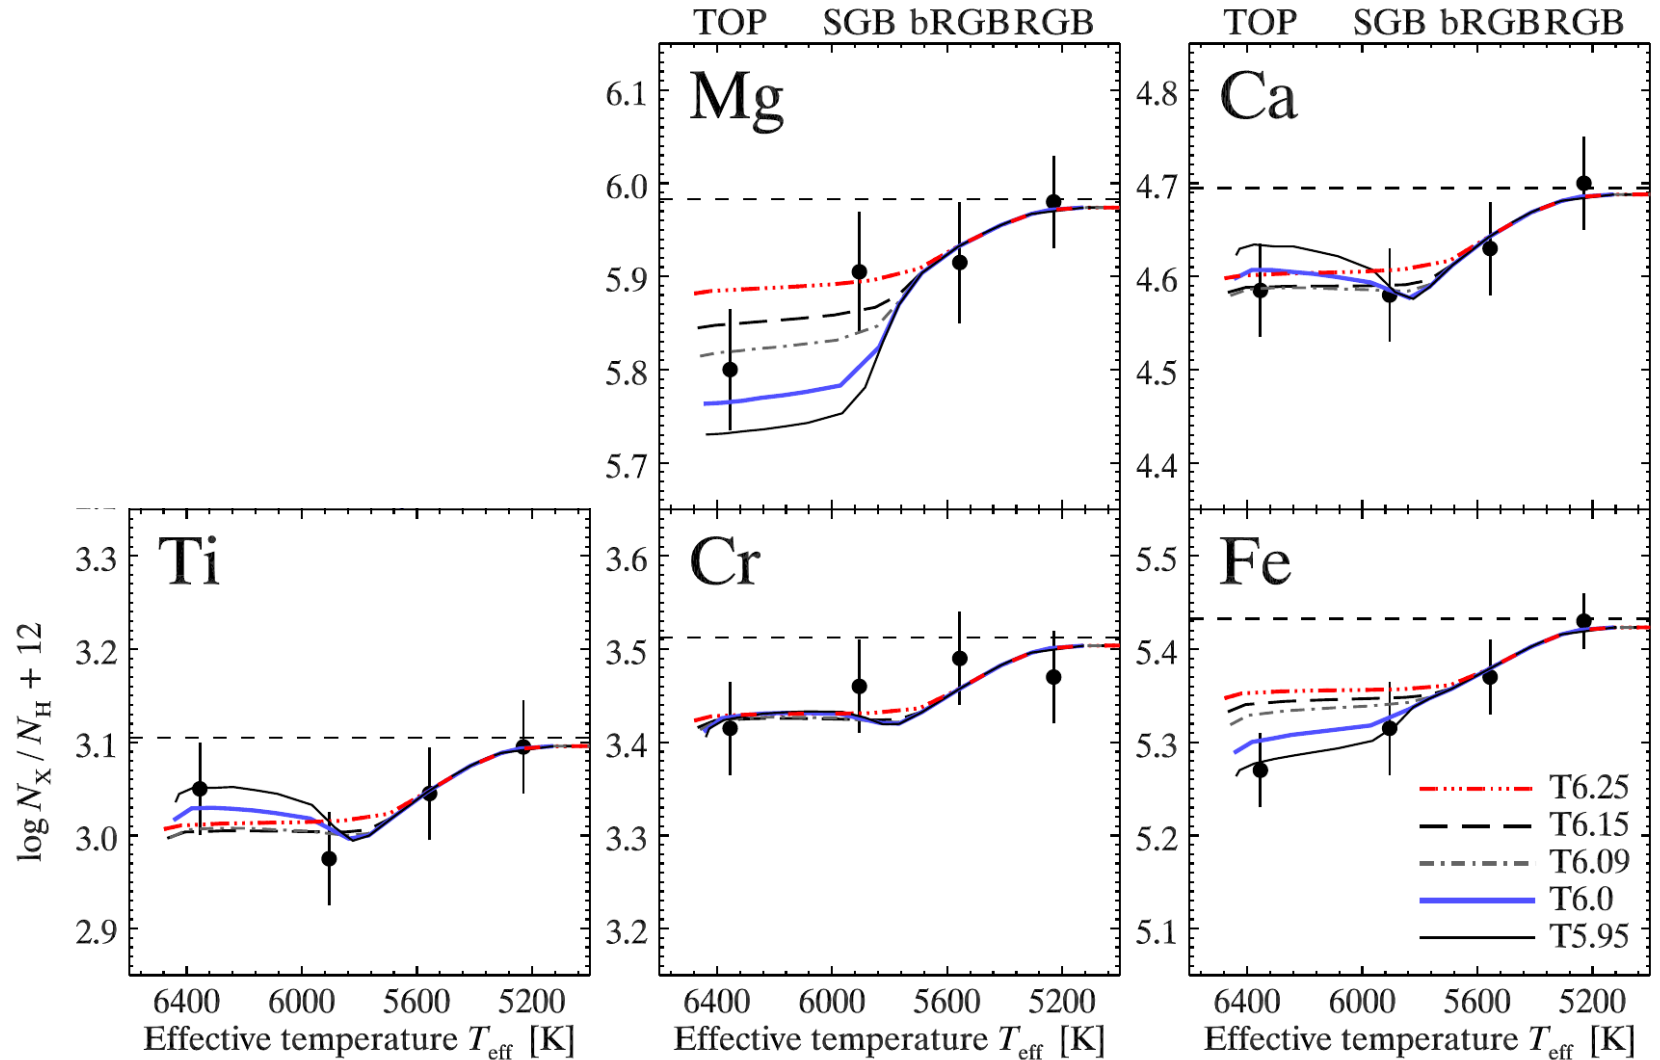 TOP SGB bRGB RGB TOP SGB bRGB RGB
Mg Ca
6.1 4.8
6.0 4.7
5.9 4.6
5.8 4.5
5.7 4.4
Ti Cr Fe
3.3 3.6 5.5
3.2 3.5 5.4
3.1 3.4 5.3
3.0 3.3 5.2
2.9 3.2 5.1
log N_X / N_H + 12
T6.25
T6.15
T6.09
T6.0
T5.95
6400 6000 5600 5200 6400 6000 5600 5200 6400 6000 5600 5200
Effective temperature T_eff [K] Effective temperature T_eff [K] Effective temperature T_eff [K]